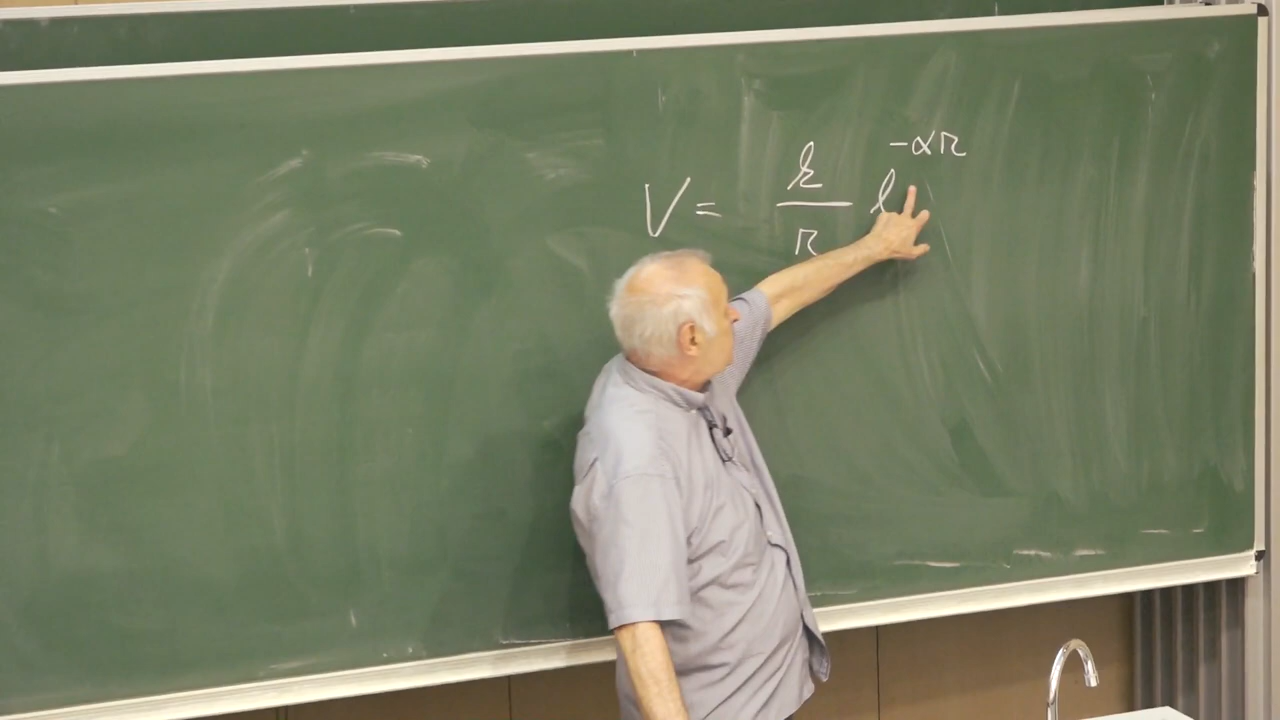 V = k/r e^{-αr}